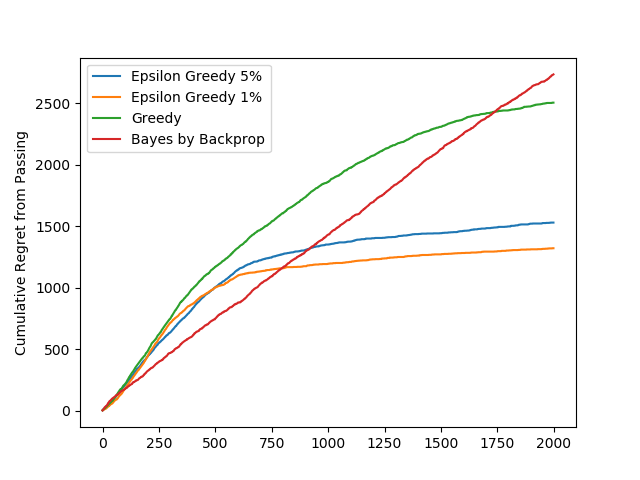 Epsilon Greedy 5%
Epsilon Greedy 1%
Greedy
Bayes by Backprop
Cumulative Regret from Passing
2500
2000
1500
1000
500
0
0 250 500 750 1000 1250 1500 1750 2000